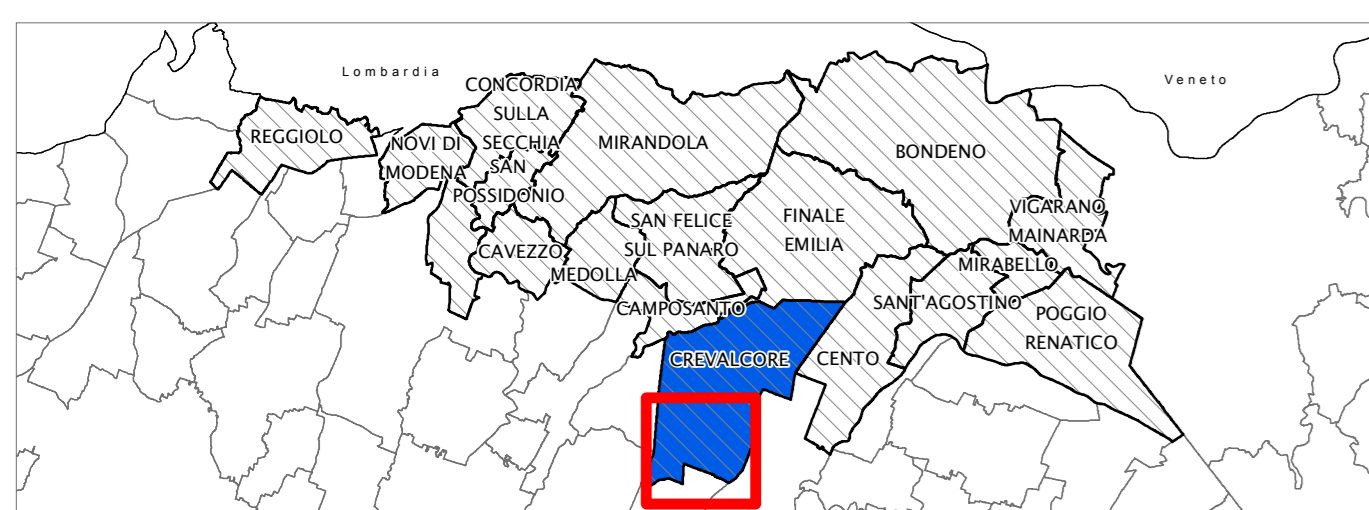 Lombardia
Veneto
CONCORDIA
SULLA
SECCHIA
REGGIOLO
NOVI DI
MODENA
SAN
POSSIDONIO
MIRANDOLA
BONDENO
SAN FELICE
SUL PANARO
FINALE
EMILIA
VIGARANO
MAINARDA
CAVEZZO
MEDOLLA
MIRABELLO
CAMPOSANTO
SANT'AGOSTINO
POGGIO
RENATICO
CREVALCORE
CENTO